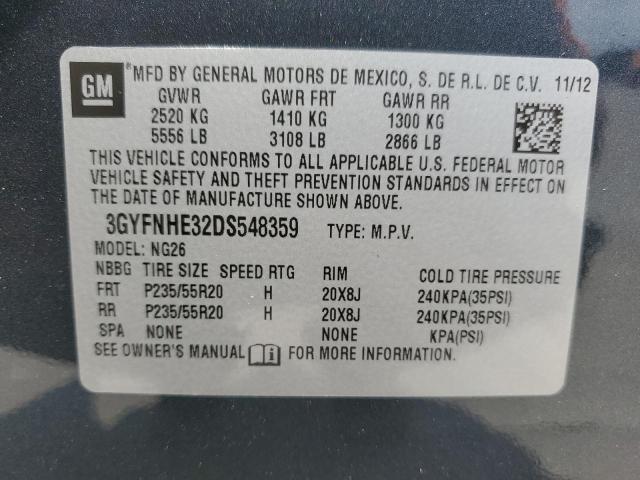 GM
®MFD BY GENERAL MOTORS DE MEXICO, S. DE R.L. DE C.V. 11/12
GVWR GAWR FRT GAWR RR
2520 KG 1410 KG 1300 KG
5556 LB 3108 LB 2866 LB
THIS VEHICLE CONFORMS TO ALL APPLICABLE U.S. FEDERAL MOTOR
VEHICLE SAFETY AND THEFT PREVENTION STANDARDS IN EFFECT ON
THE DATE OF MANUFACTURE SHOWN ABOVE.
3GYFNHE32DS548359 TYPE: M.P.V.
MODEL: NG26
NBBG TIRE SIZE SPEED RTG RIM COLD TIRE PRESSURE
FRT P235/55R20 H 20X8J 240KPA(35PSI)
RR P235/55R20 H 20X8J 240KPA(35PSI)
SPA NONE NONE KPA(PSI)
SEE OWNER'S MANUAL FOR MORE INFORMATION.